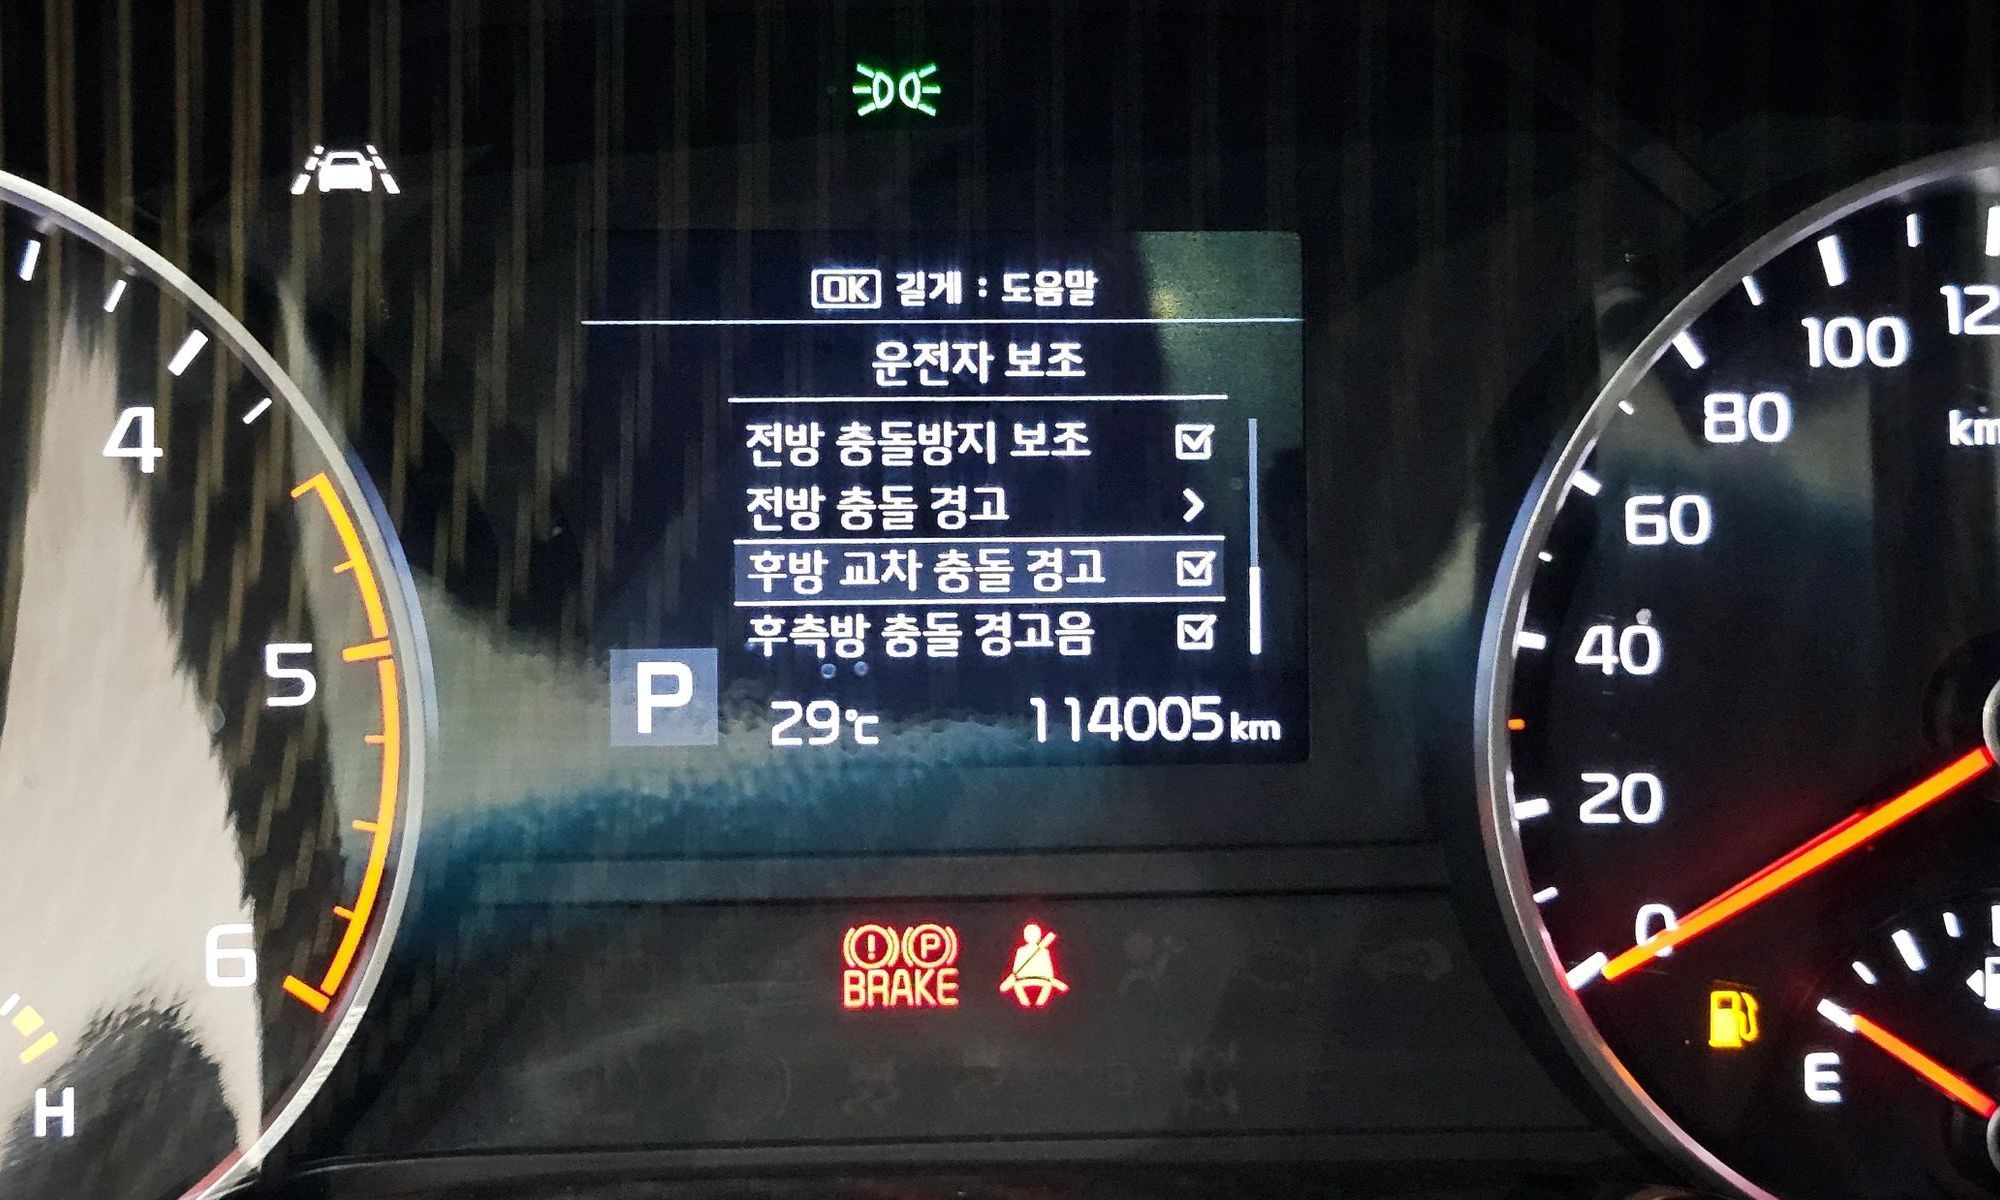 OK 길게 : 도움말
운전자 보조
전방 충돌방지 보조
전방 충돌 경고
후방 교차 충돌 경고
후측방 충돌 경고음
P
29℃ 114005km
4
5
6
H
100
80
60
40
20
0
km
P
BRAKE
E